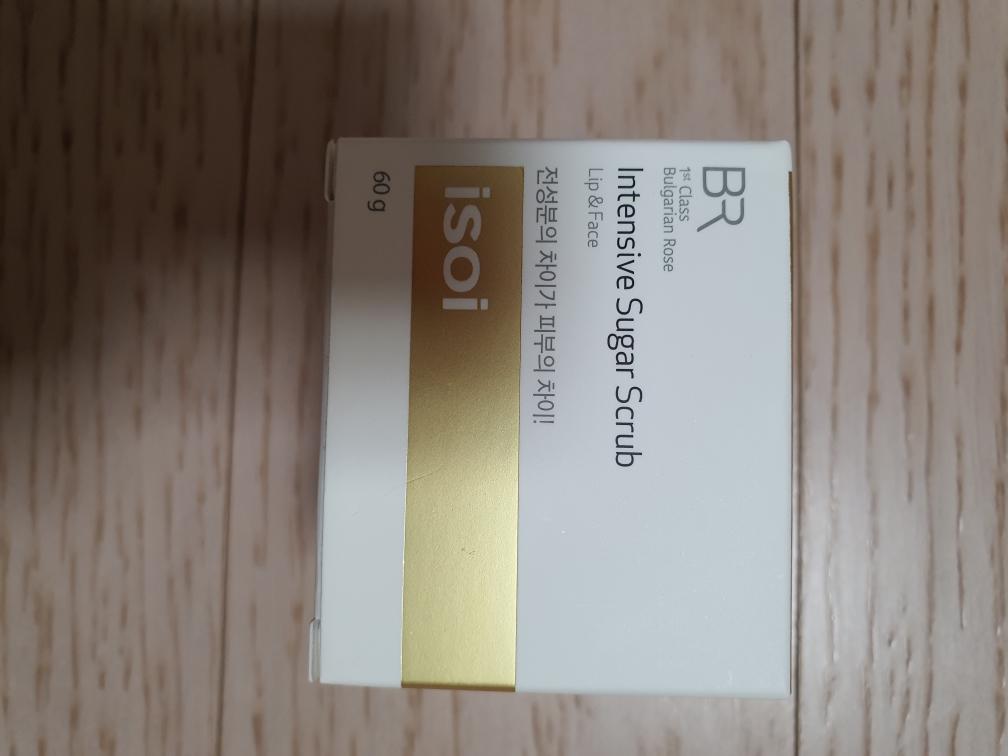 BR
1st Class
Bulgarian Rose
Intensive Sugar Scrub
Lip & Face
전성분의 차이가 피부의 차이!
isoi
60 g